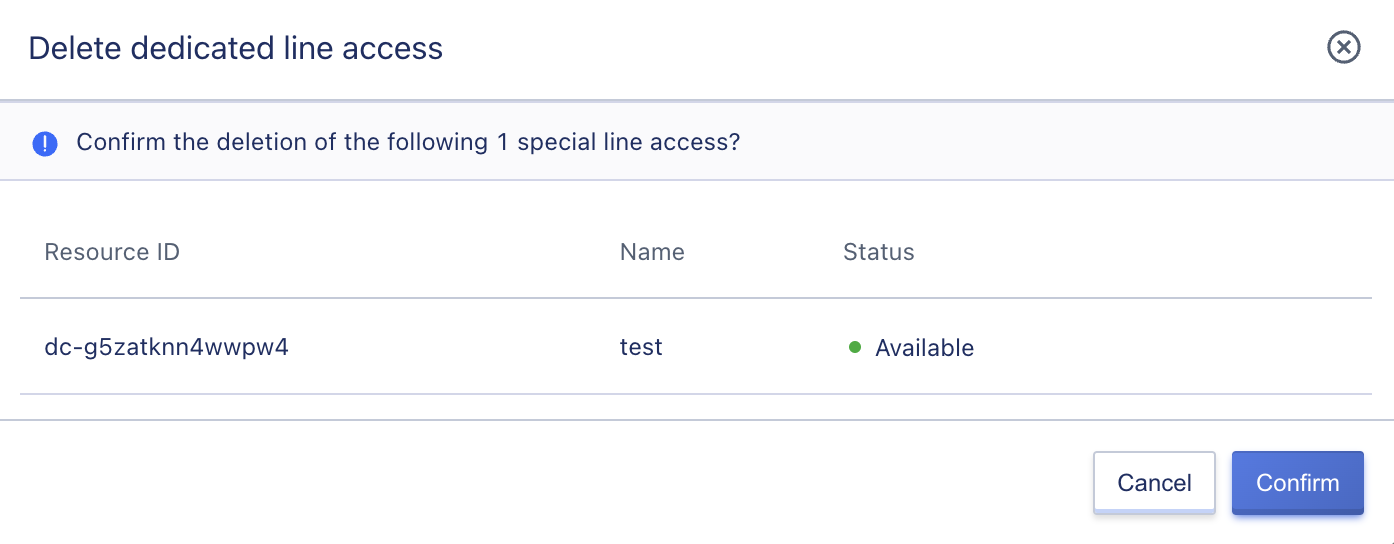 Delete dedicated line access
Confirm the deletion of the following 1 special line access?
Resource ID Name Status
dc-g5zatknn4wwpw4 test Available
Cancel Confirm